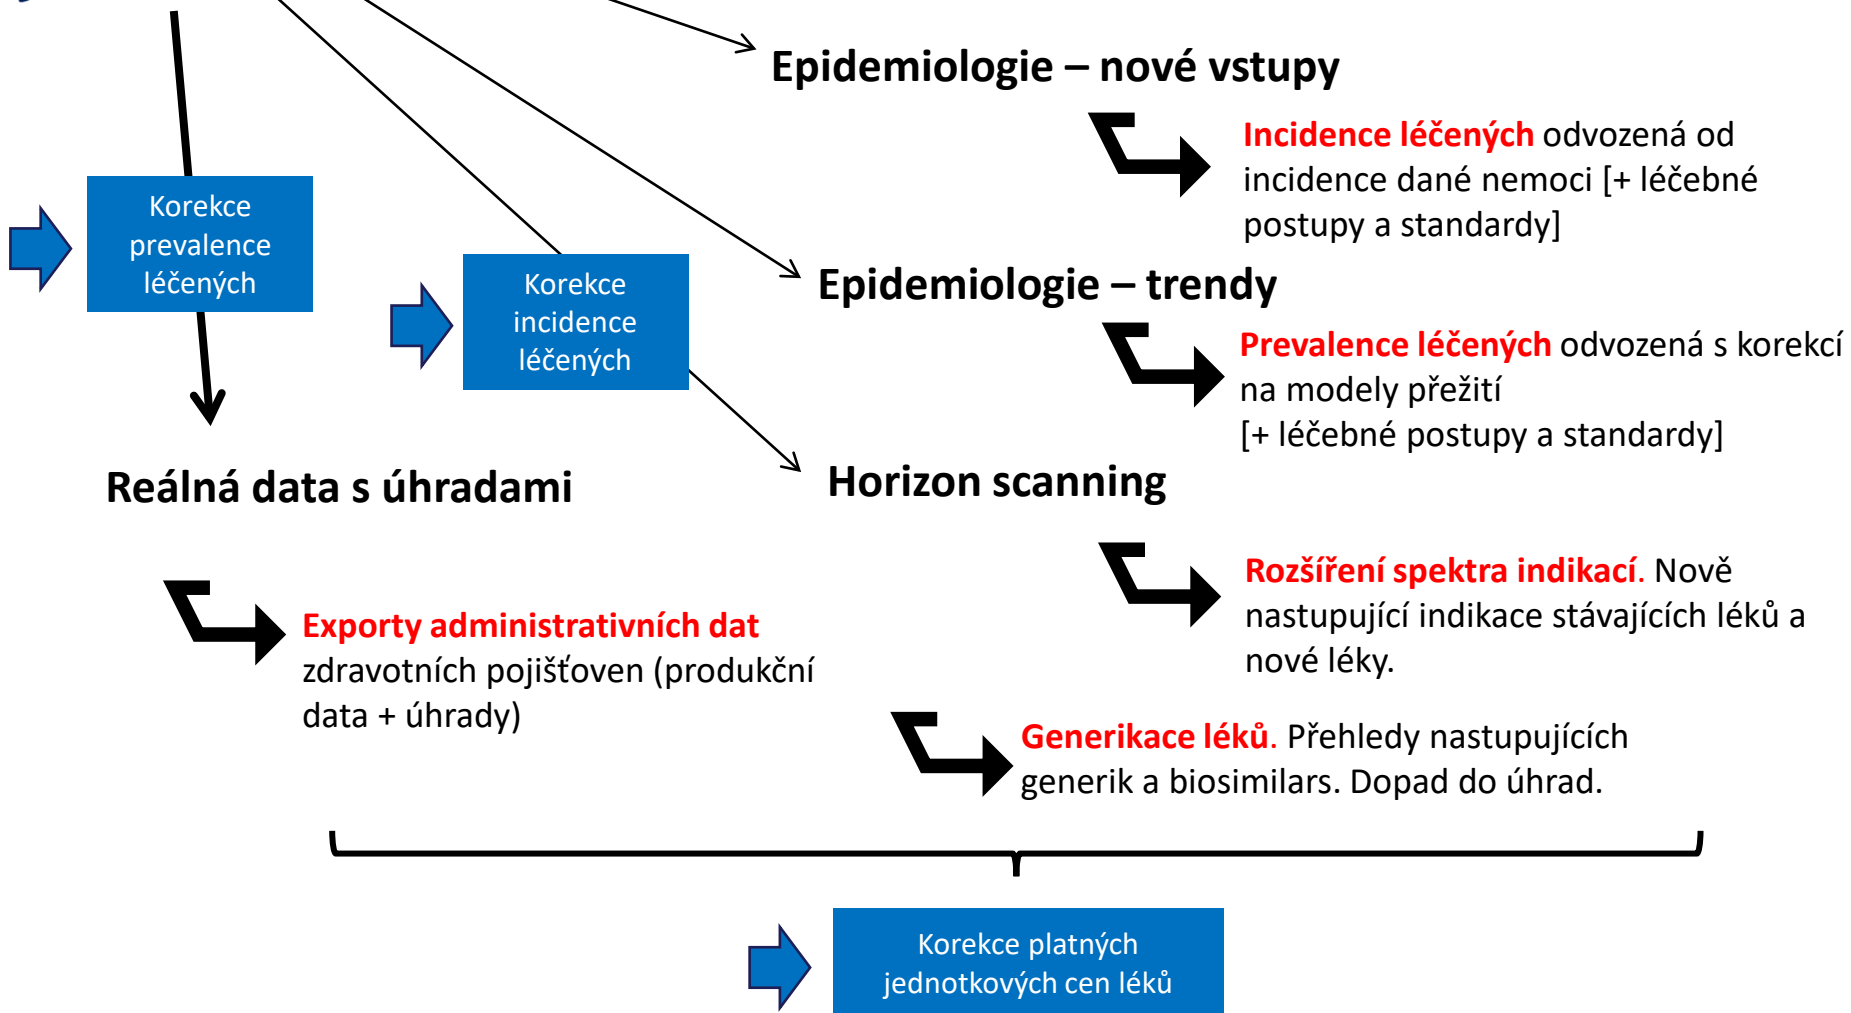 Epidemiologie – nové vstupy
Incidence léčených odvozená od
incidence dané nemoci [+ léčebné
postupy a standardy]
Korekce
prevalence
léčených
Korekce
incidence
léčených
Epidemiologie – trendy
Prevalence léčených odvozená s korekcí
na modely přežití
[+ léčebné postupy a standardy]
Reálná data s úhradami
Horizon scanning
Exporty administrativních dat
zdravotních pojišťoven (produkční
data + úhrady)
Rozšíření spektra indikací. Nově
nastupující indikace stávajících léků a
nové léky.
Generikace léků. Přehledy nastupujících
generik a biosimilars. Dopad do úhrad.
Korekce platných
jednotkových cen léků